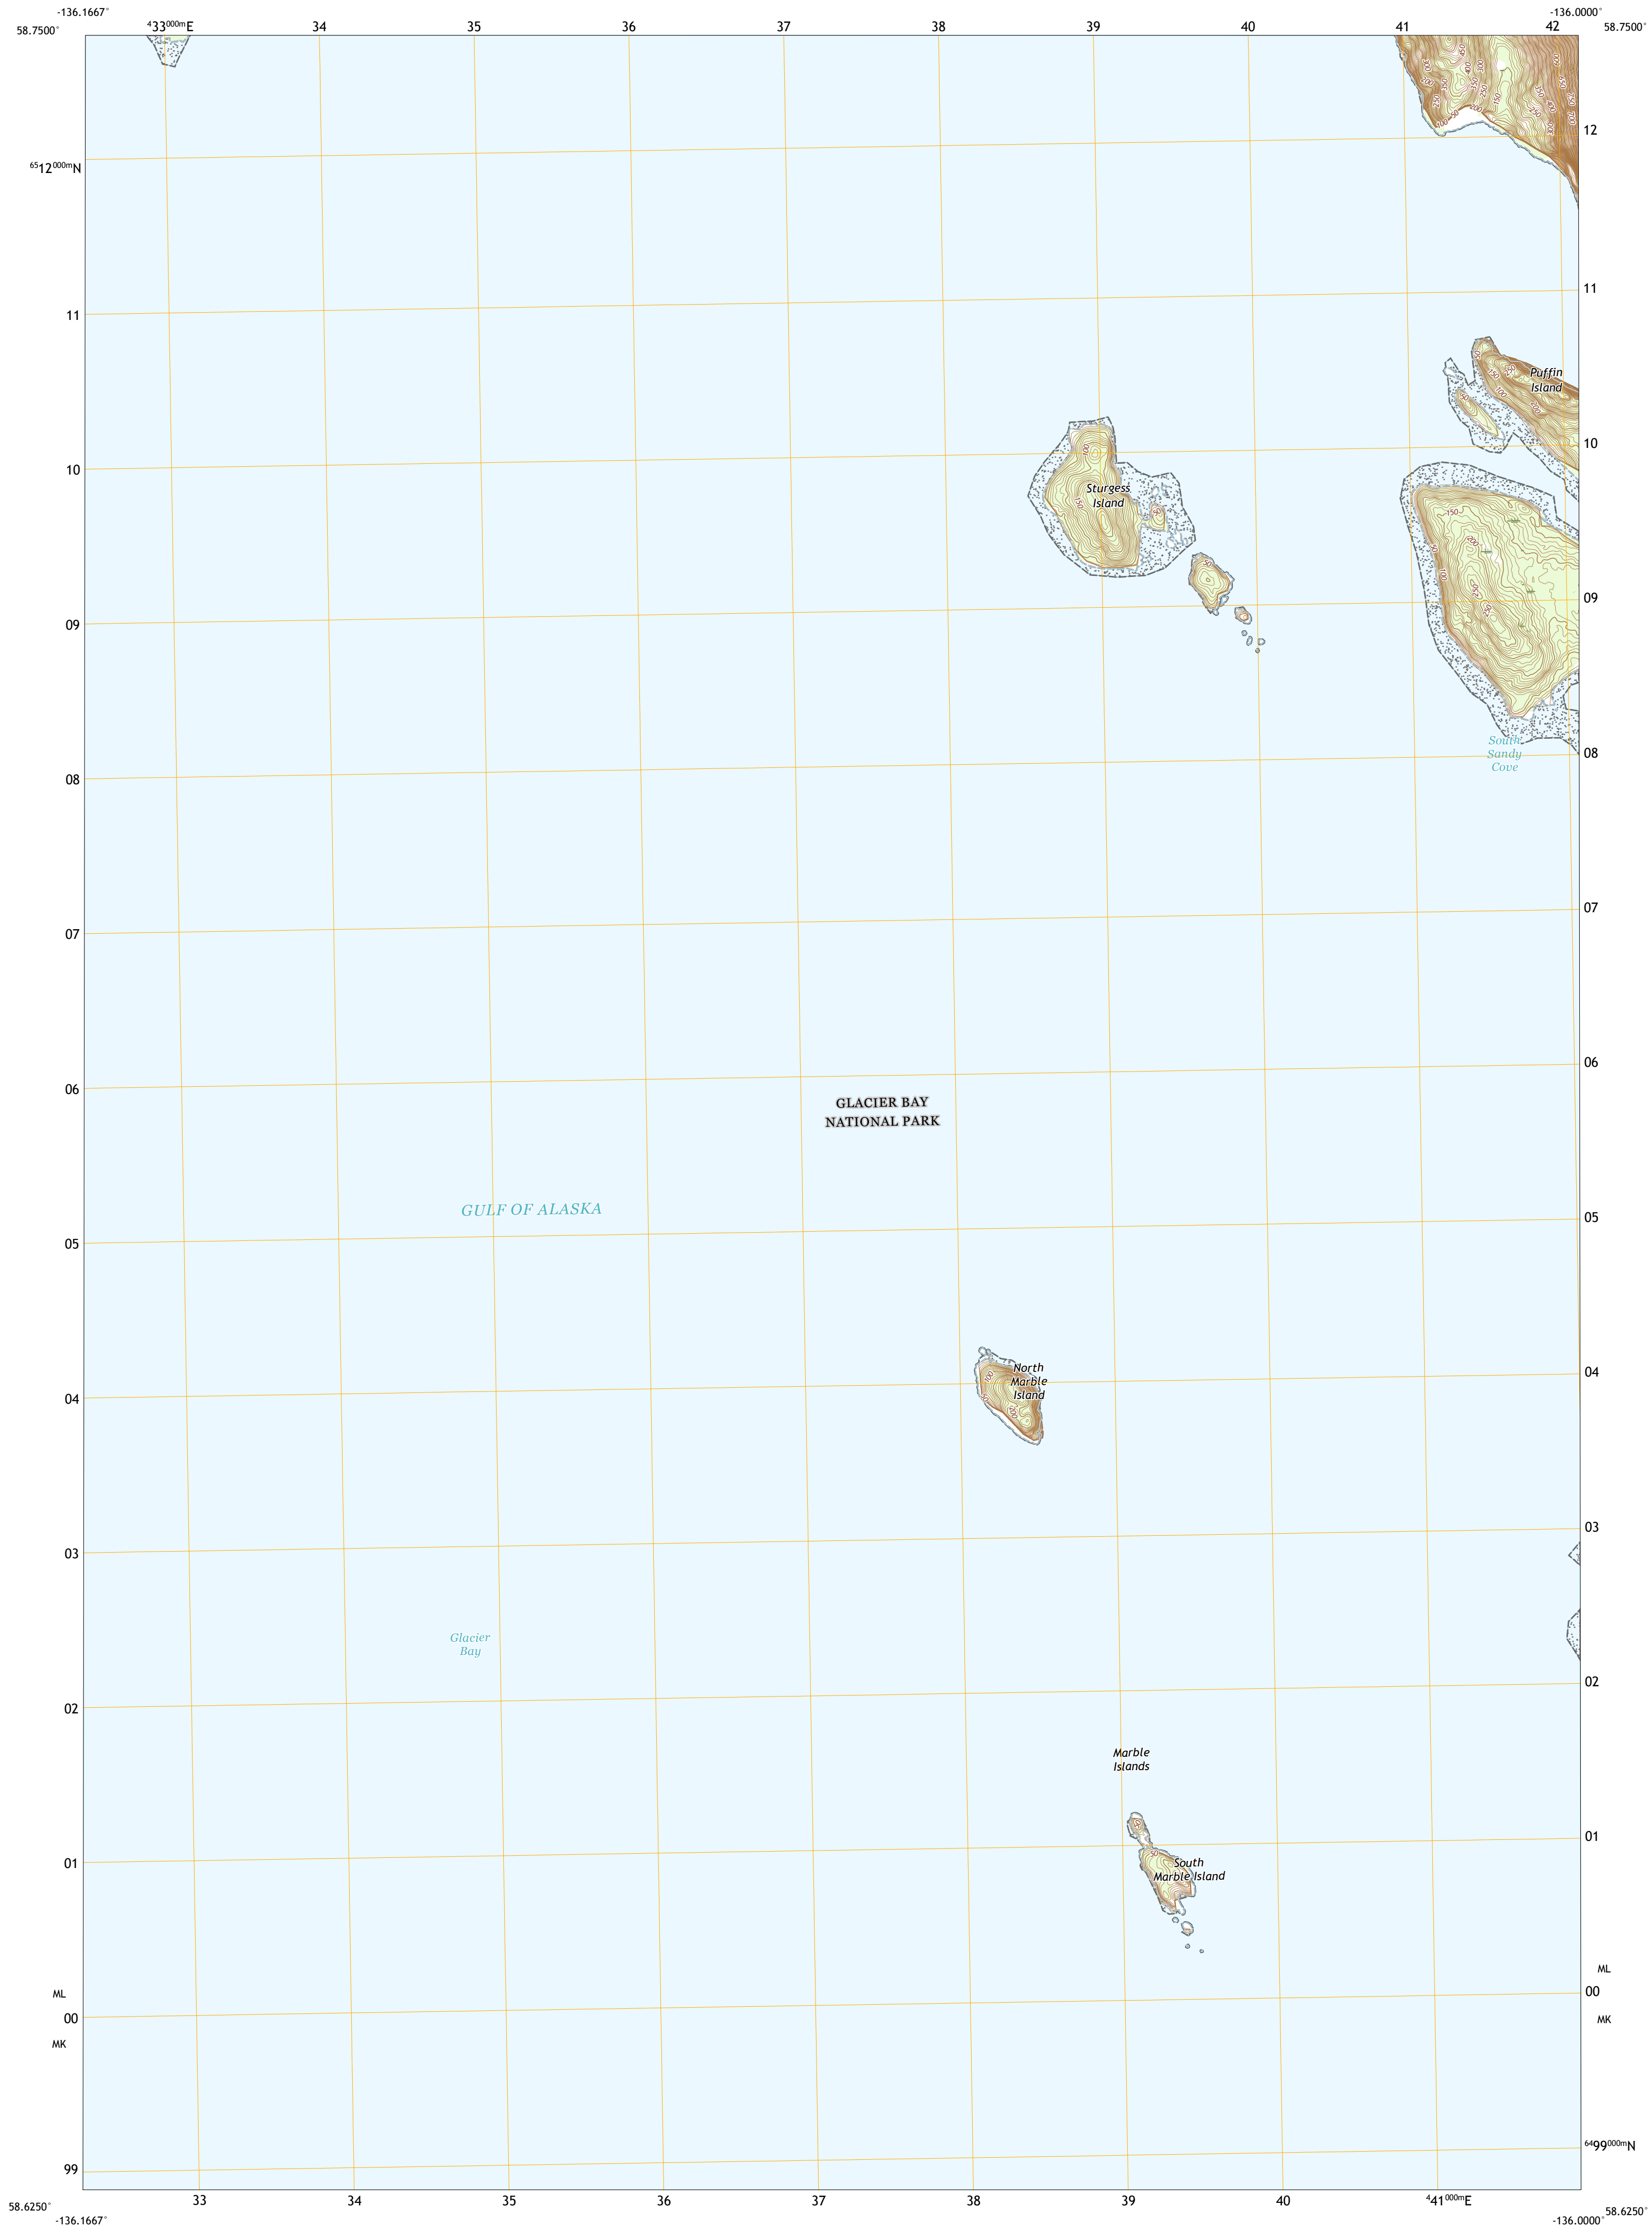 -136.1667°
-136.0000°
58.7500°
⁴33⁰⁰⁰ᵐE 34 35 36 37 38 39 40 41 42
58.7500°
12
⁶⁵12⁰⁰⁰ᵐN
11
11
Puffin
Island
10
10
Sturgess
Island
09
09
South
Sandy
Cove
08
08
07
07
06
06
GLACIER BAY
NATIONAL PARK
GULF OF ALASKA
05
05
North
Marble
Island
04
04
03
03
Glacier
Bay
02
02
Marble
Islands
01
01
South
Marble Island
ML
ML
00
00
MK
MK
⁶⁴99⁰⁰⁰ᵐN
99
33 34 35 36 37 38 39 40 ⁴41⁰⁰⁰ᵐE
58.6250°
58.6250°
-136.1667°
-136.0000°